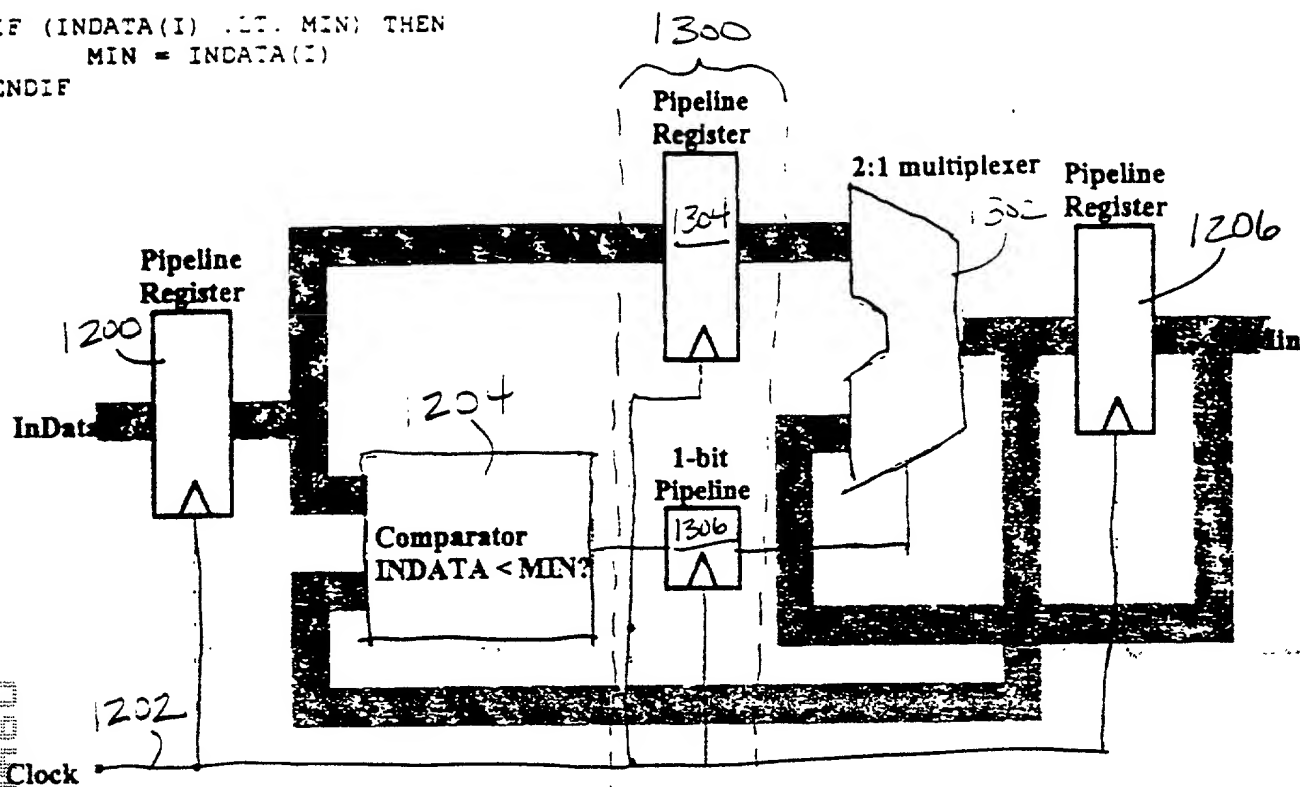 IF (INDATA(I) .LT. MIN) THEN
MIN = INDATA(I)
ENDIF
1300
Pipeline
Register
2:1 multiplexer
Pipeline
Register
1304
1302
1206
Pipeline
Register
1200
InData
1204
1-bit
Pipeline
1306
Comparator
INDATA < MIN?
1202
Clock